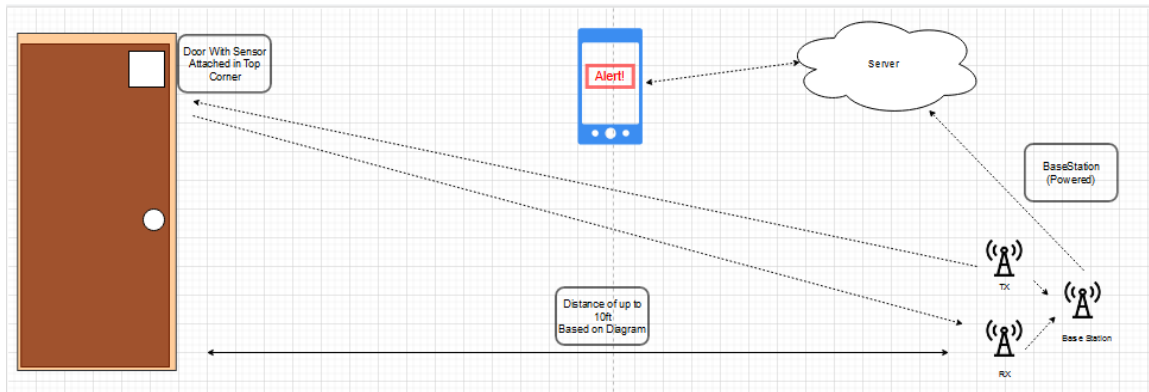 Door With Sensor
Attached in Top
Corner
Alert!
Server
BaseStation
(Powered)
TX
Distance of up to
10ft
Based on Diagram
Base Station
RX